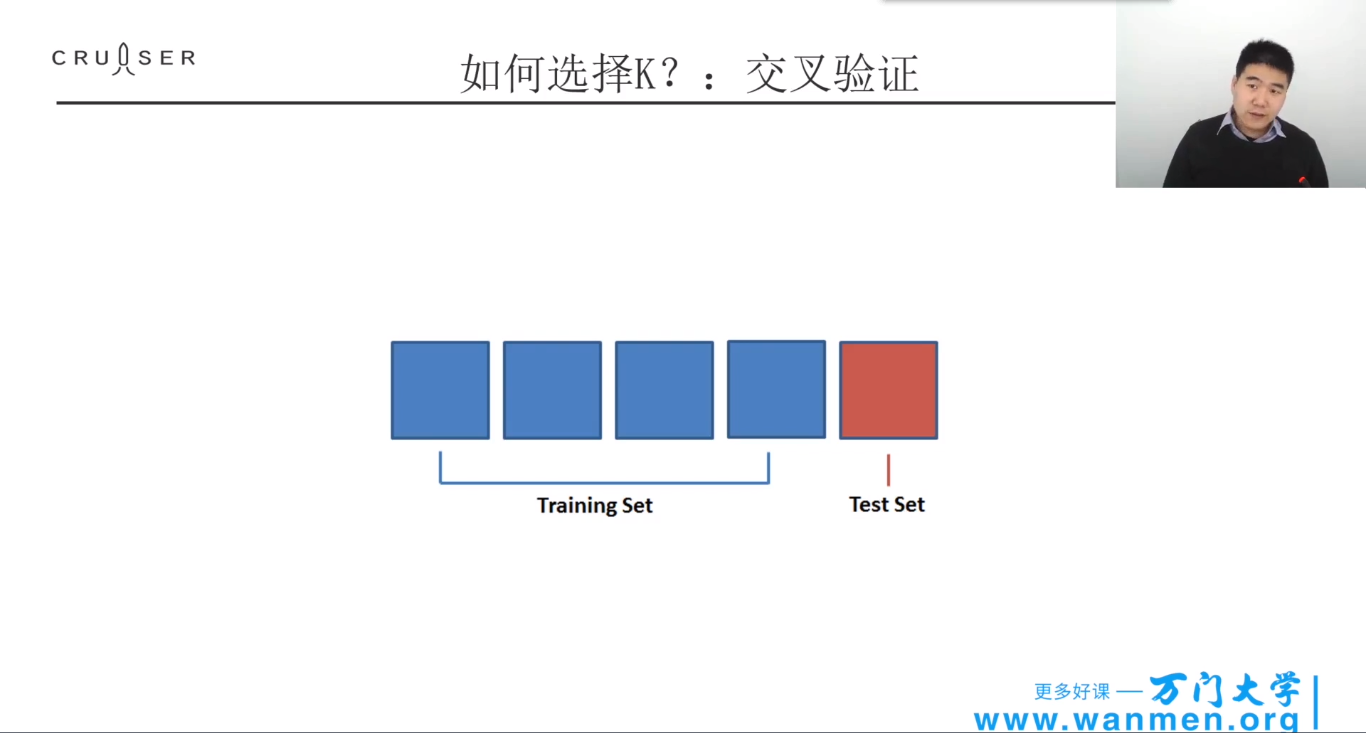 CRUISER
如何选择K？：交叉验证
Training Set
Test Set
更多好课 — 万门大学
www.wanmen.org